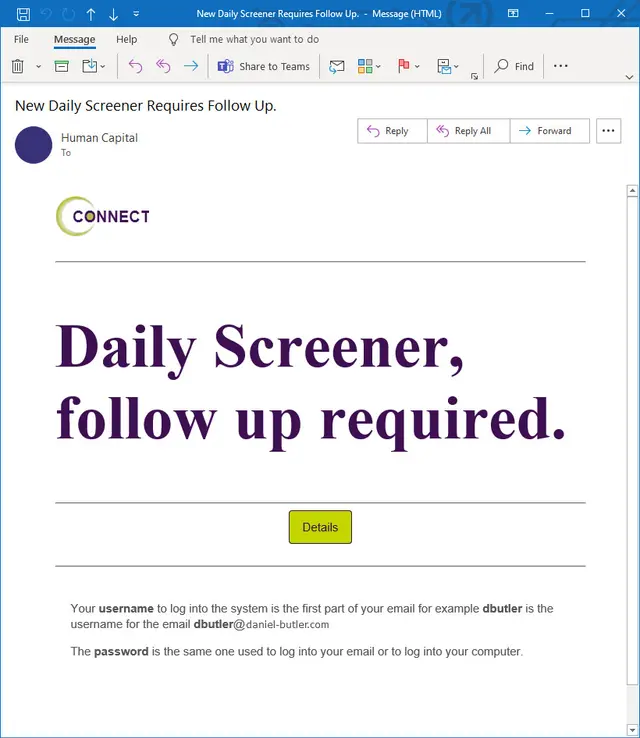 New Daily Screener Requires Follow Up. - Message (HTML)
File Message Help Tell me what you want to do
Share to Teams Find
New Daily Screener Requires Follow Up.
Human Capital
To
Reply Reply All Forward
CONNECT
Daily Screener,
follow up required.
Details
Your username to log into the system is the first part of your email for example dbutler is the
username for the email dbutler@daniel-butler.com
The password is the same one used to log into your email or to log into your computer.